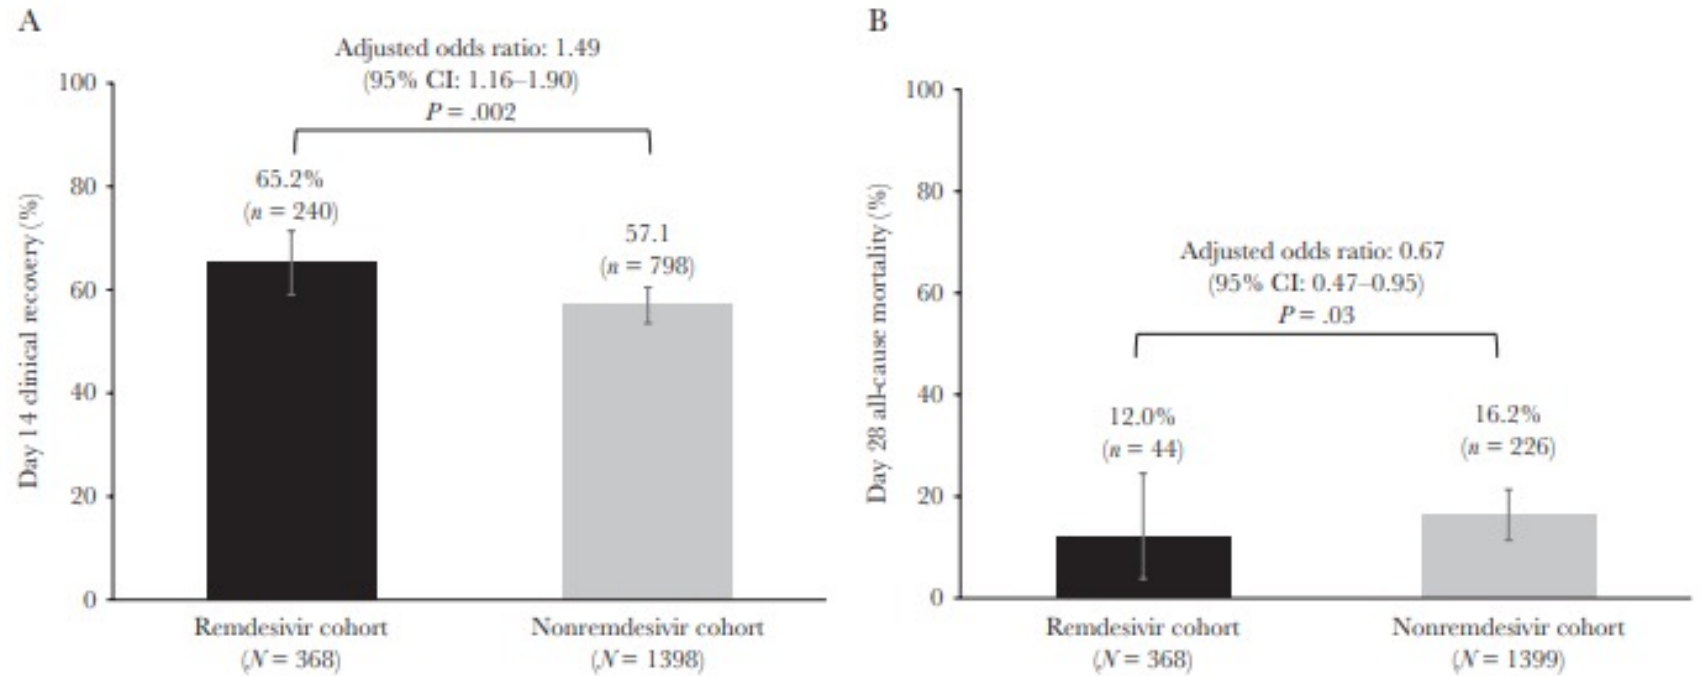 A
Adjusted odds ratio: 1.49
(95% CI: 1.16–1.90)
P = .002
100
80
60
40
20
0
Day 14 clinical recovery (%)
65.2%
(n = 240)
57.1
(n = 798)
Remdesivir cohort
(N = 368)
Nonremdesivir cohort
(N = 1398)
B
100
80
60
40
20
0
Day 28 all-cause mortality (%)
Adjusted odds ratio: 0.67
(95% CI: 0.47–0.95)
P = .03
12.0%
(n = 44)
16.2%
(n = 226)
Remdesivir cohort
(N = 368)
Nonremdesivir cohort
(N = 1399)